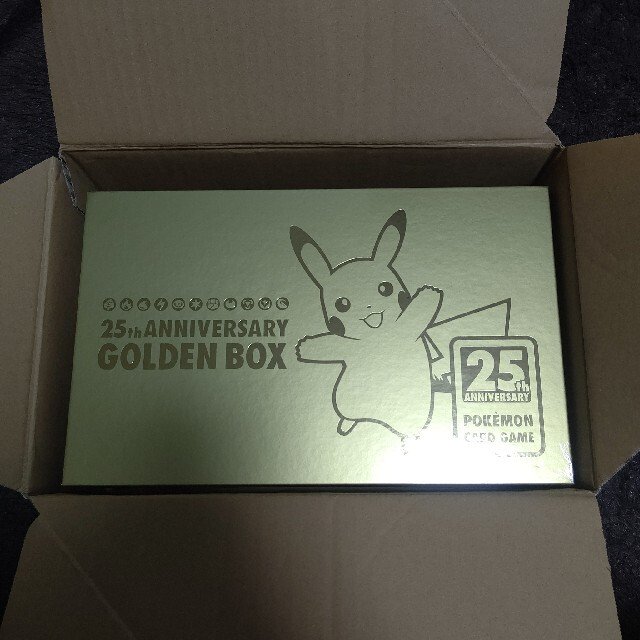 25th ANNIVERSARY
GOLDEN BOX
25th
ANNIVERSARY
POKÉMON
CARD GAME